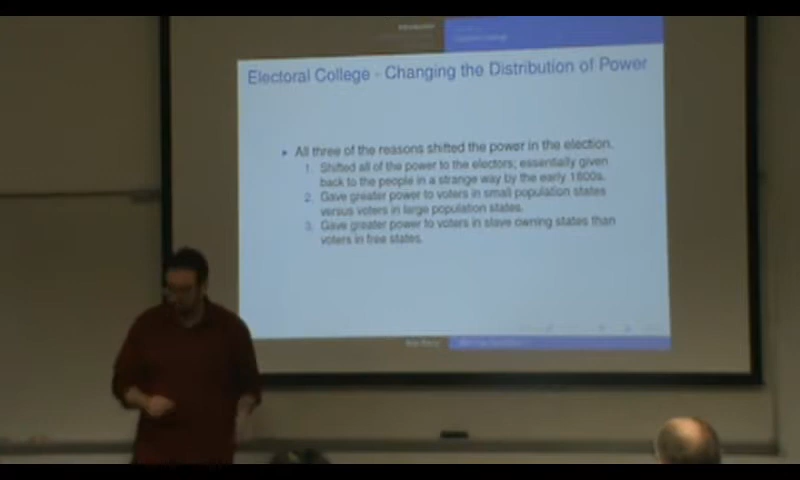 Electoral College - Changing the Distribution of Power
All three of the reasons shifted the power in the election.
1. Shifted all of the power to the electors; essentially given
back to the people in a strange way by the early 1800s.
2. Gave greater power to voters in small population states
versus voters in large population states.
3. Gave greater power to voters in slave owning states than
voters in free states.